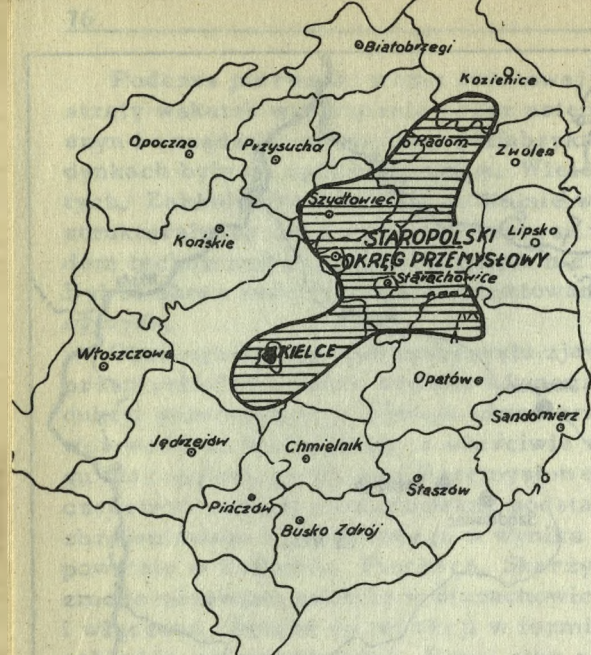 Białobrzegi
Kozienice
Opoczno
Przysucha
Radom
Zwoleń
Szydłowiec
Końskie
STAROPOLSKI
Lipsko
OKRĘG PRZEMYSŁOWY
Starachowice
Włoszczowa
KIELCE
Opatów
Sandomierz
Jędrzejów
Chmielnik
Staszów
Pińczów
Busko Zdrój